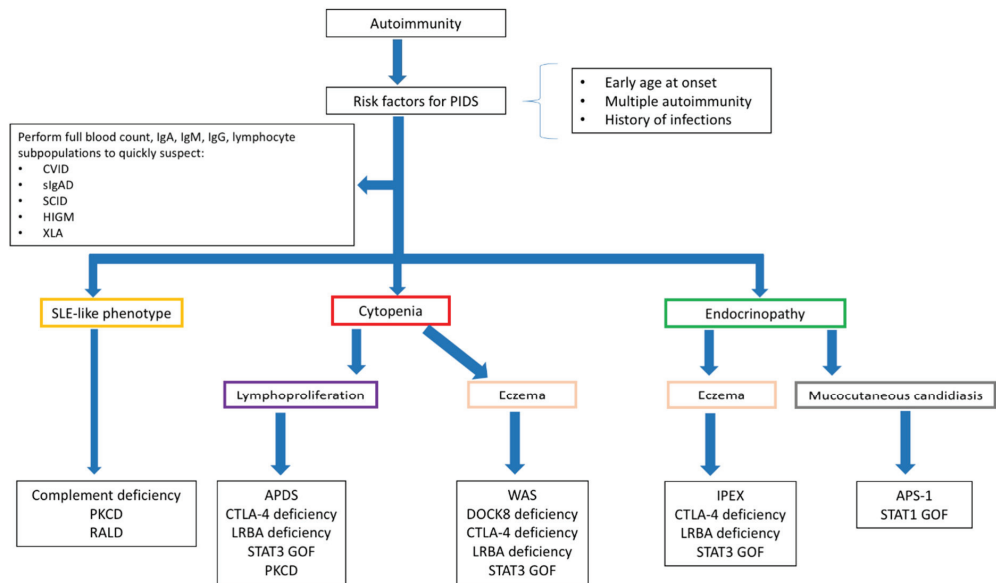 Autoimmunity
Risk factors for PIDS
• Early age at onset
• Multiple autoimmunity
• History of infections
Perform full blood count, IgA, IgM, IgG, lymphocyte
subpopulations to quickly suspect:
• CVID
• sIgAD
• SCID
• HIGM
• XLA
SLE-like phenotype
Cytopenia
Endocrinopathy
Lymphoproliferation
Eczema
Eczema
Mucocutaneous candidiasis
Complement deficiency
PKCD
RALD
APDS
CTLA-4 deficiency
LRBA deficiency
STAT3 GOF
PKCD
WAS
DOCK8 deficiency
CTLA-4 deficiency
LRBA deficiency
STAT3 GOF
IPEX
CTLA-4 deficiency
LRBA deficiency
STAT3 GOF
APS-1
STAT1 GOF